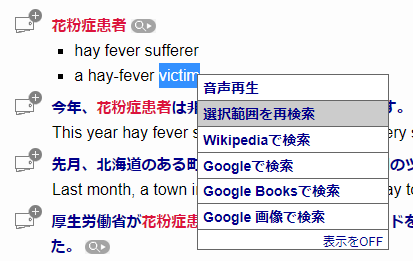 花粉症患者
hay fever sufferer
a hay-fever victim
音声再生
今年、花粉症患者は非
選択範囲を再検索
す。
This year hay fever s
Wikipediaで検索
ery s
先月、北海道のある町
Googleで検索
のツ
Last month, a town in
Google Booksで検索
ay to
厚生労働省が花粉症患
Google 画像で検索
ドを
た。
表示をOFF